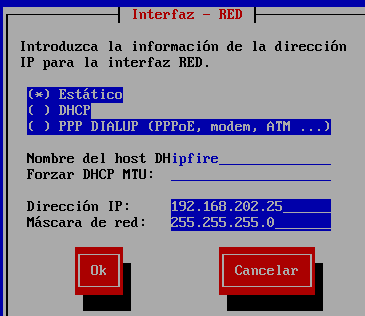 Interfaz - RED
Introduzca la información de la dirección
IP para la interfaz RED.
(*) Estático
( ) DHCP
( ) PPP DIALUP (PPPoE, modem, ATM ...)
Nombre del host DHipfire
Forzar DHCP MTU:
Dirección IP: 192.168.202.25
Máscara de red: 255.255.255.0
Ok Cancelar